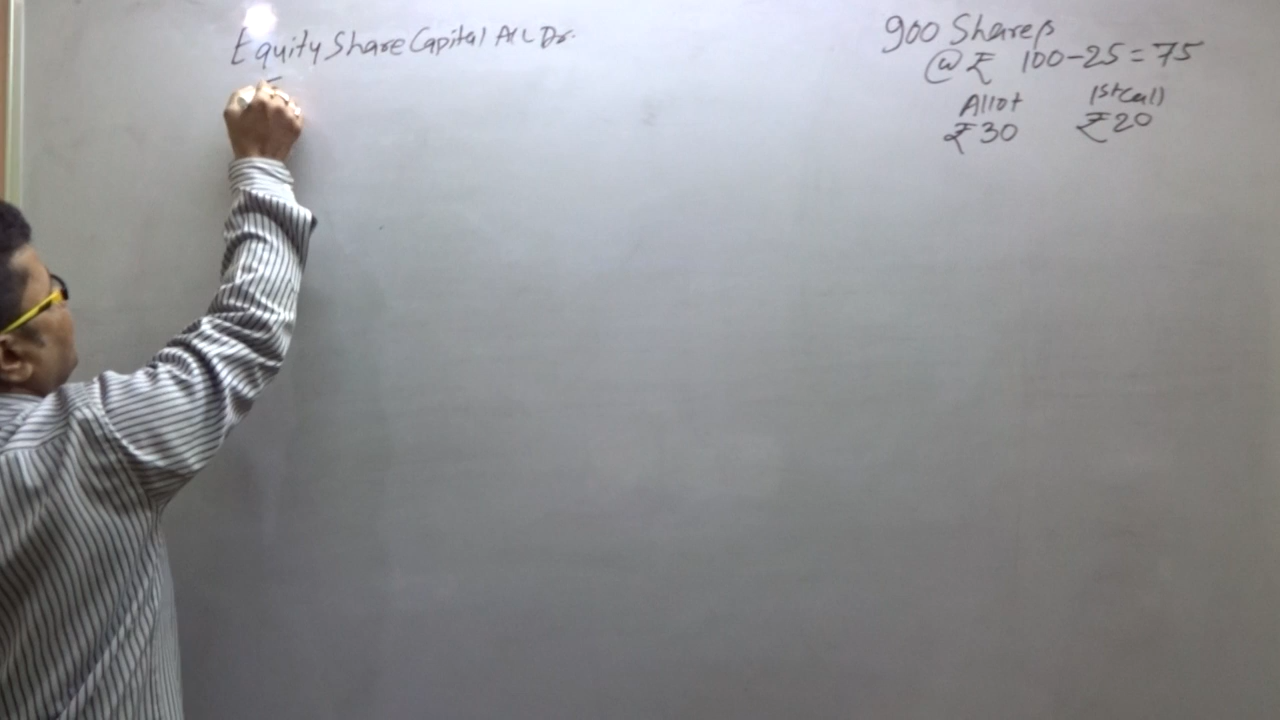 Equity Share Capital A/c Dr.
900 Shares
@ ₹ 100-25=75
Allot 1st Call
₹30 ₹20